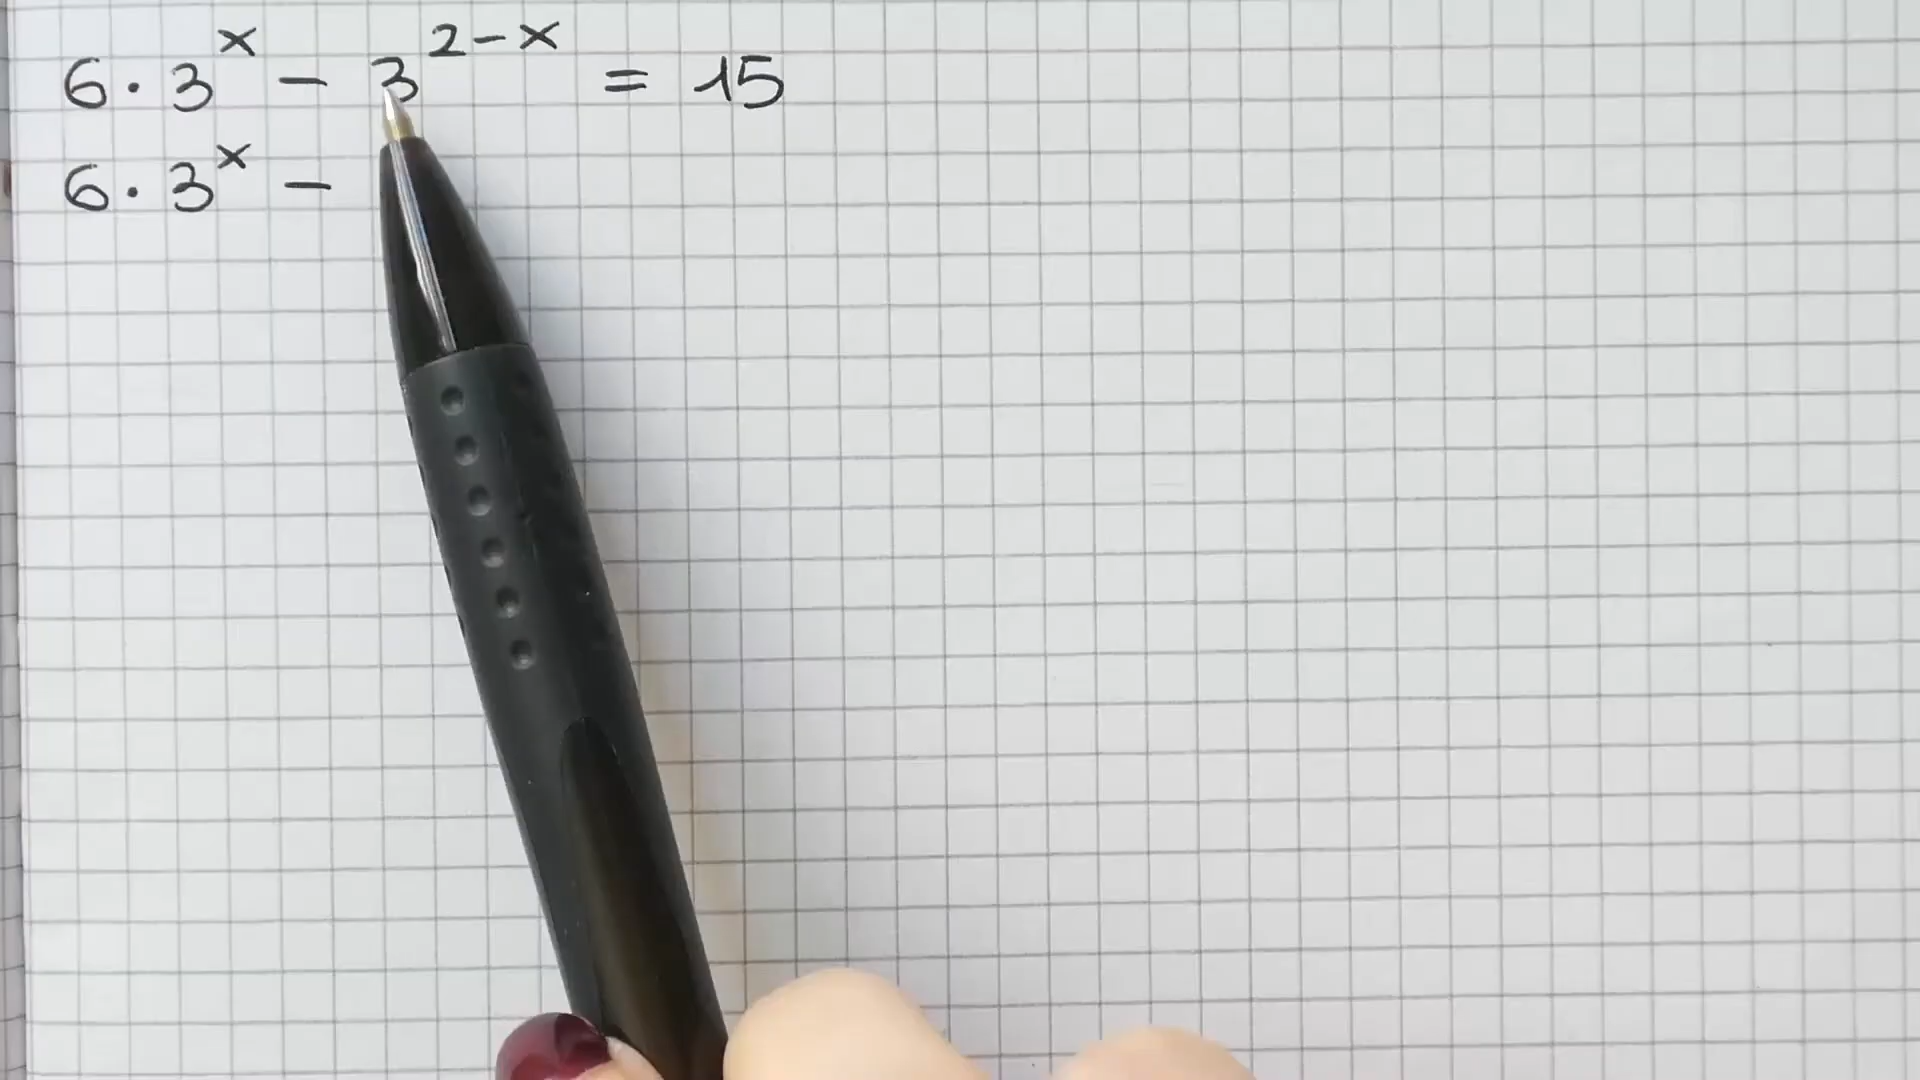 6 · 3^x - 3^{2-x} = 15
6 · 3^x -